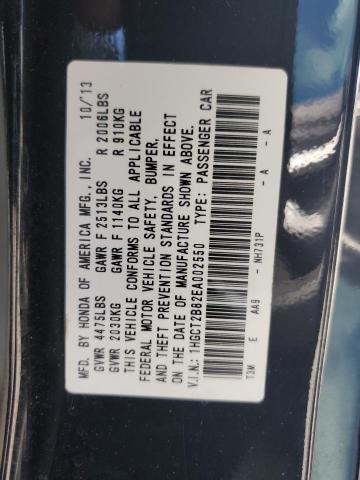 MFD. BY HONDA OF AMERICA MFG., INC. 10/13
GVWR 4475LBS GAWR F 2513LBS R 2006LBS
GVWR 2030KG GAWR F 1140KG R 910KG
THIS VEHICLE CONFORMS TO ALL APPLICABLE
FEDERAL MOTOR VEHICLE SAFETY, BUMPER,
AND THEFT PREVENTION STANDARDS IN EFFECT
ON THE DATE OF MANUFACTURE SHOWN ABOVE.
V.I.N.: 1HGCT2B82EA002550 TYPE: PASSENGER CAR
T3M E AA9 - NH731P - A - A